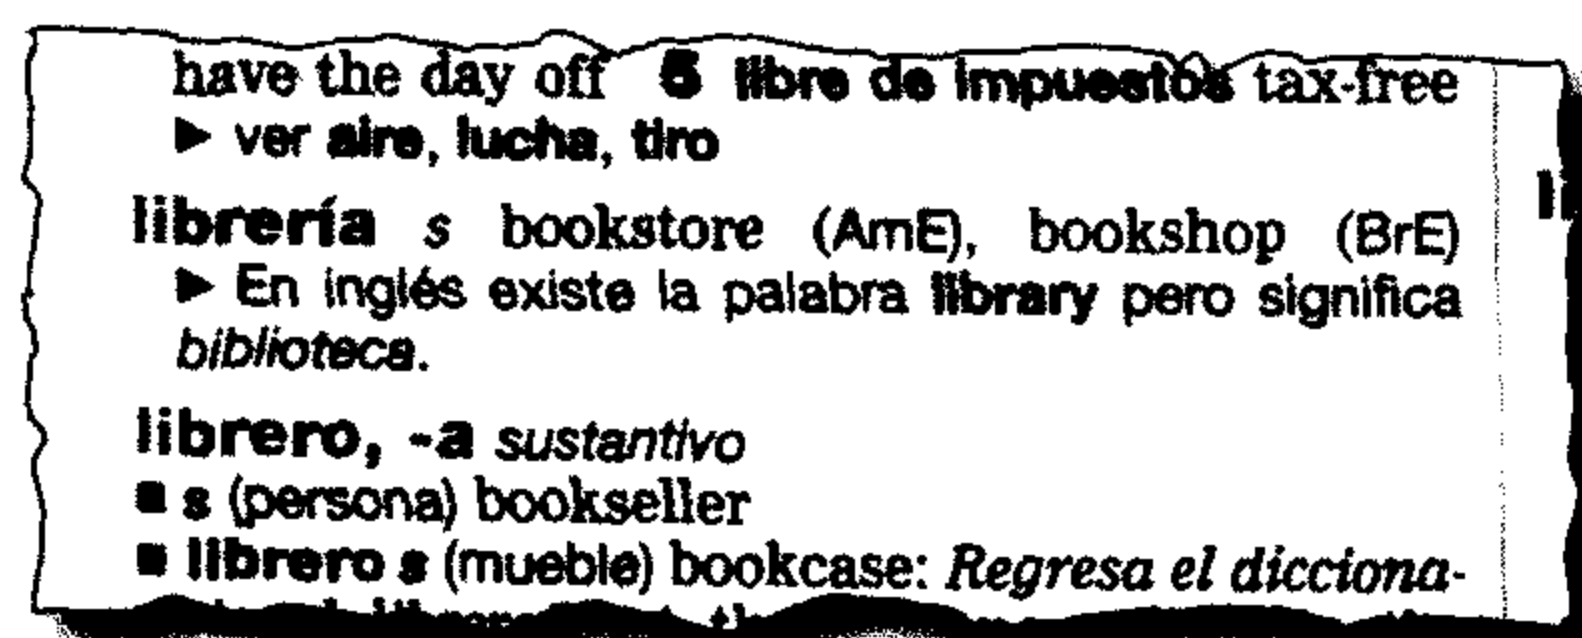 have the day off 5 libre de impuestos tax-free
▶ ver aire, lucha, tiro
librería s bookstore (AmE), bookshop (BrE)
▶ En inglés existe la palabra library pero significa
biblioteca.
librero, -a sustantivo
■ s (persona) bookseller
■ librero s (mueble) bookcase: Regresa el dicciona-